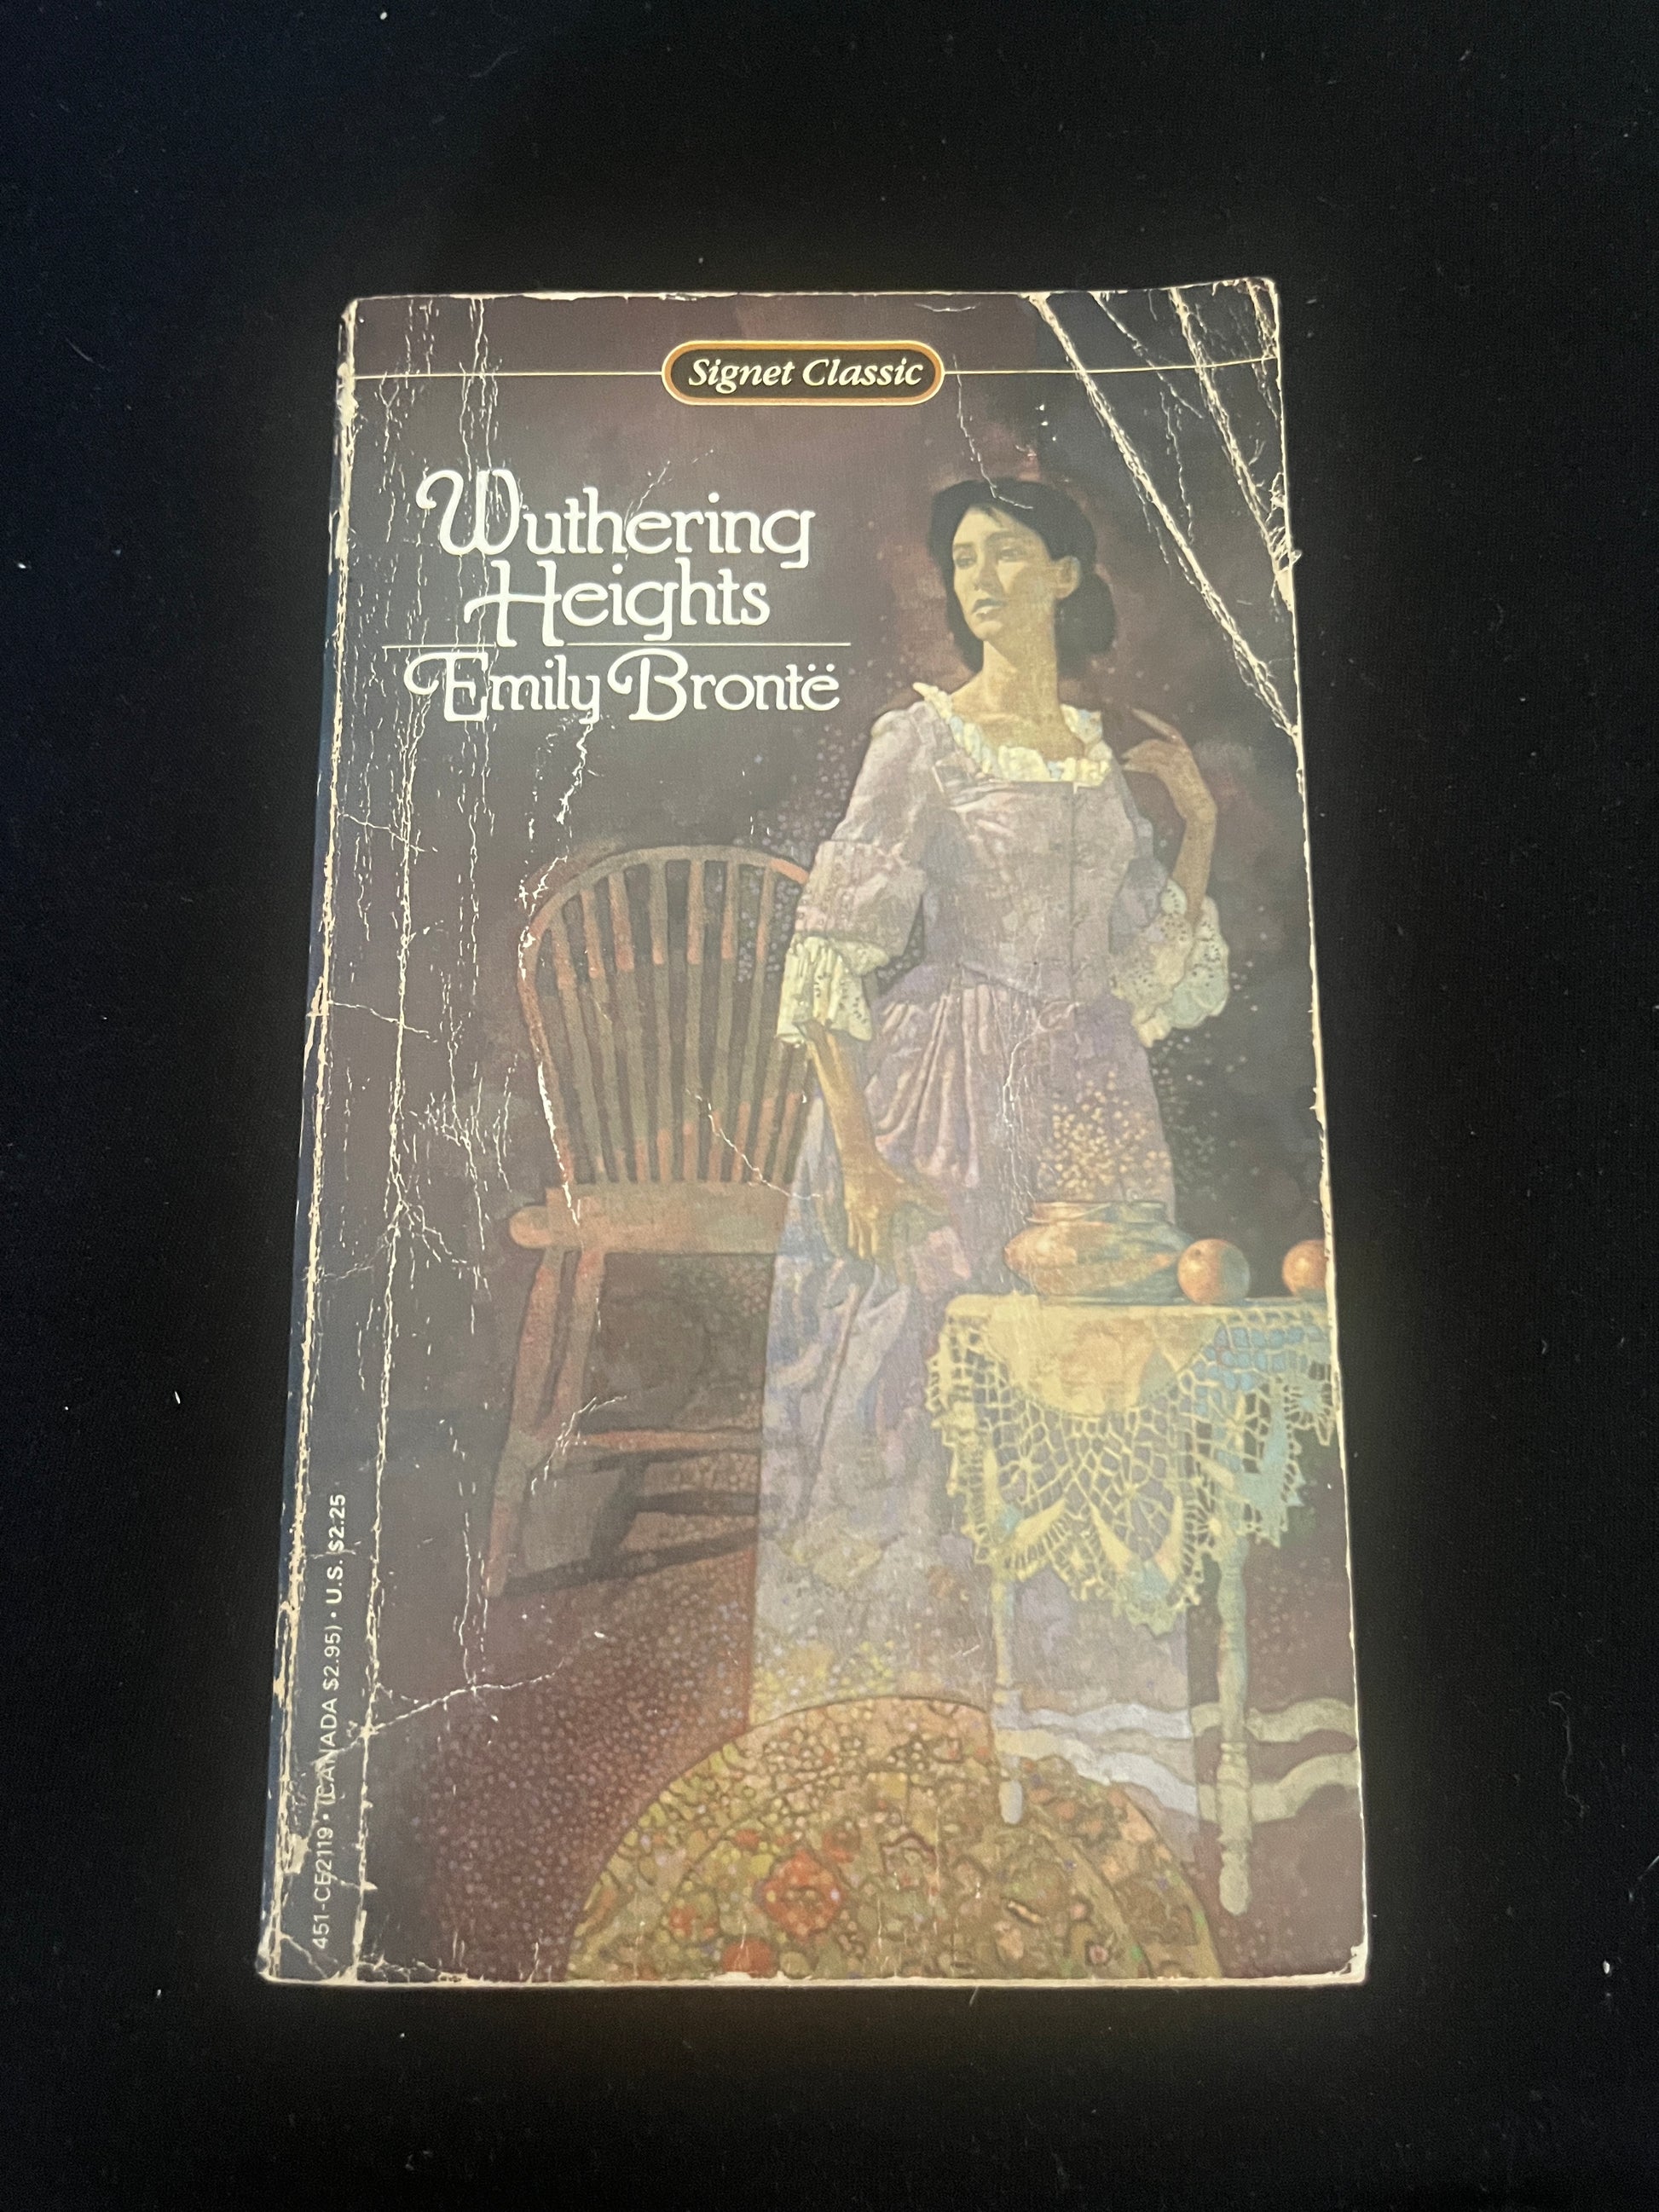 Signet Classic
Wuthering
Heights
Emily Brontë
451-CE2119 • (CANADA $2.95) • U.S. $2.25